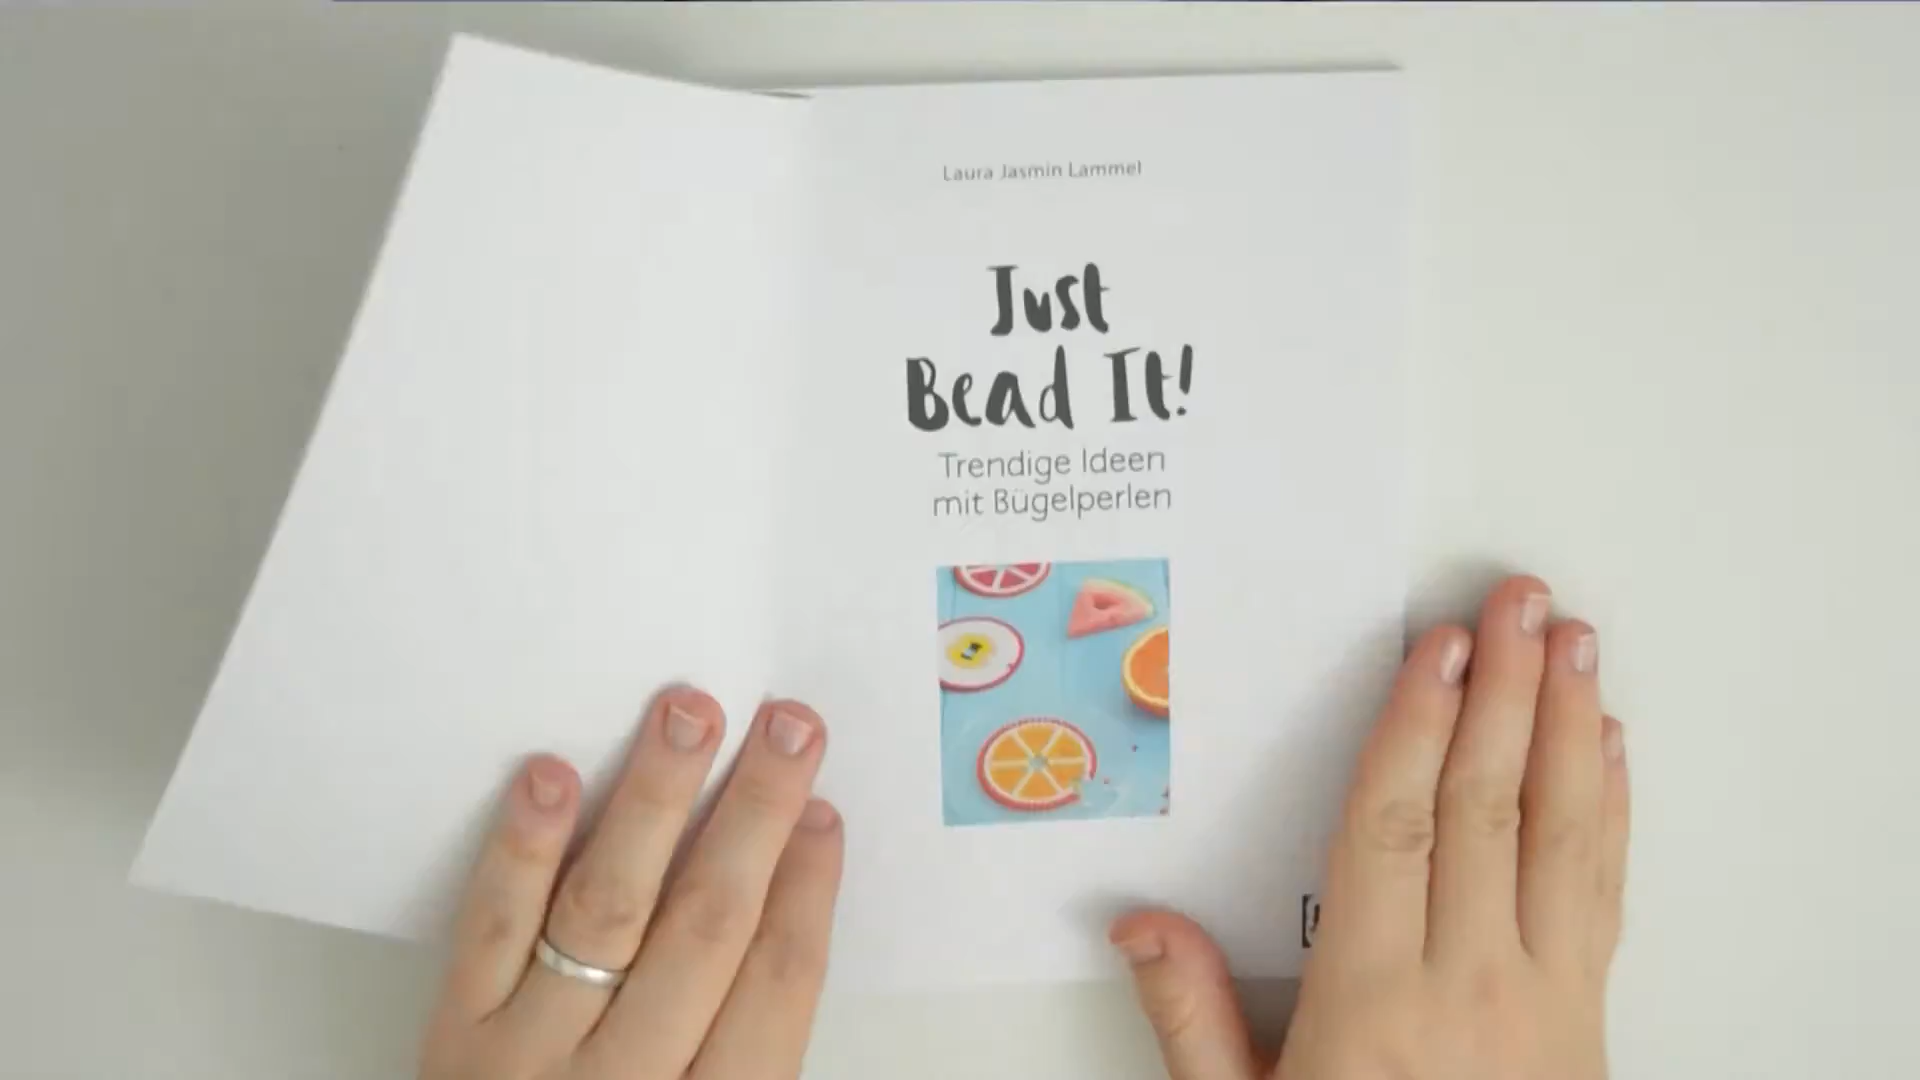 Laura Jasmin Lammel
Just
Bead It!
Trendige Ideen
mit Bügelperlen